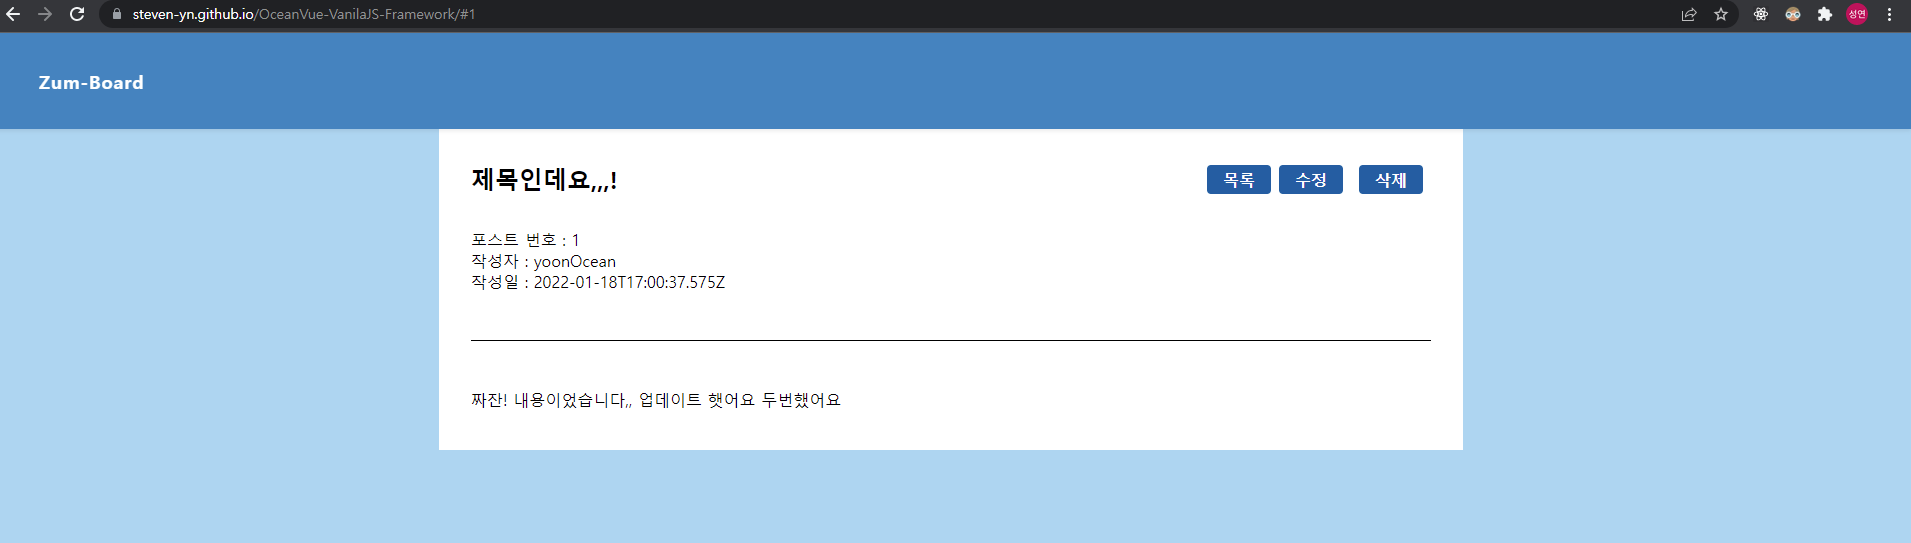 steven-yn.github.io/OceanVue-VanilaJS-Framework/#1
성연
Zum-Board
제목인데요,,,!
목록 수정 삭제
포스트 번호 : 1
작성자 : yoonOcean
작성일 : 2022-01-18T17:00:37.575Z
짜잔! 내용이었습니다,, 업데이트 햇어요 두번했어요